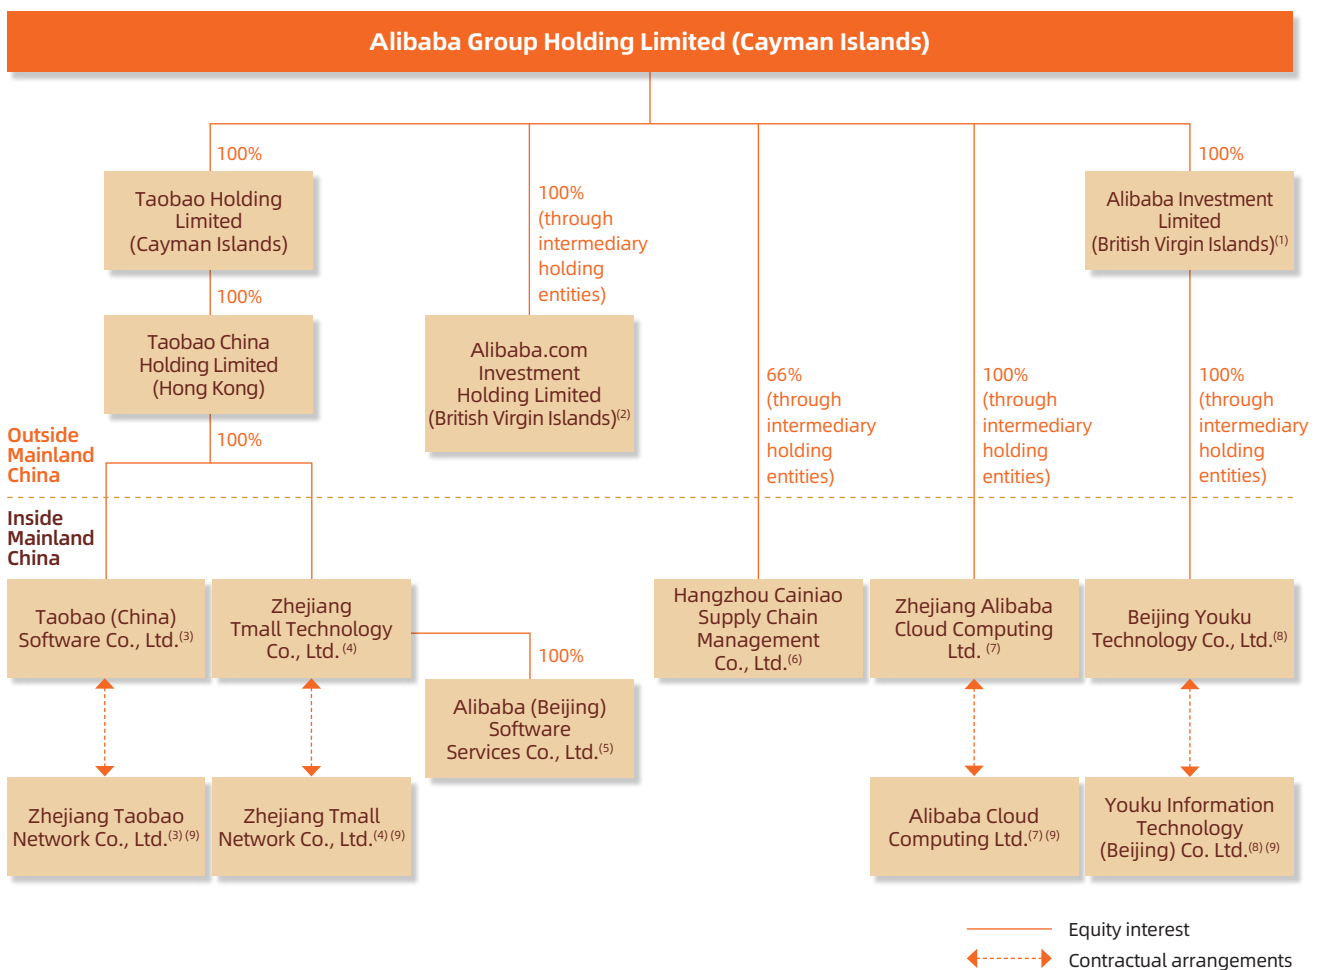 Alibaba Group Holding Limited (Cayman Islands)
100%
Taobao Holding
Limited
(Cayman Islands)
100%
Taobao China
Holding Limited
(Hong Kong)
100%
100%
(through
intermediary
holding
entities)
Alibaba.com
Investment
Holding Limited
(British Virgin Islands)(2)
66%
(through
intermediary
holding
entities)
100%
(through
intermediary
holding
entities)
100%
Alibaba Investment
Limited
(British Virgin Islands)(1)
100%
(through
intermediary
holding
entities)
Outside
Mainland
China
Inside
Mainland
China
Taobao (China)
Software Co., Ltd.(3)
Zhejiang
Tmall Technology
Co., Ltd. (4)
100%
Alibaba (Beijing)
Software
Services Co., Ltd.(5)
Hangzhou Cainiao
Supply Chain
Management
Co., Ltd.(6)
Zhejiang Alibaba
Cloud Computing
Ltd. (7)
Beijing Youku
Technology Co., Ltd.(8)
Zhejiang Taobao
Network Co., Ltd.(3) (9)
Zhejiang Tmall
Network Co., Ltd.(4) (9)
Alibaba Cloud
Computing Ltd.(7) (9)
Youku Information
Technology
(Beijing) Co. Ltd.(8) (9)
Equity interest
Contractual arrangements